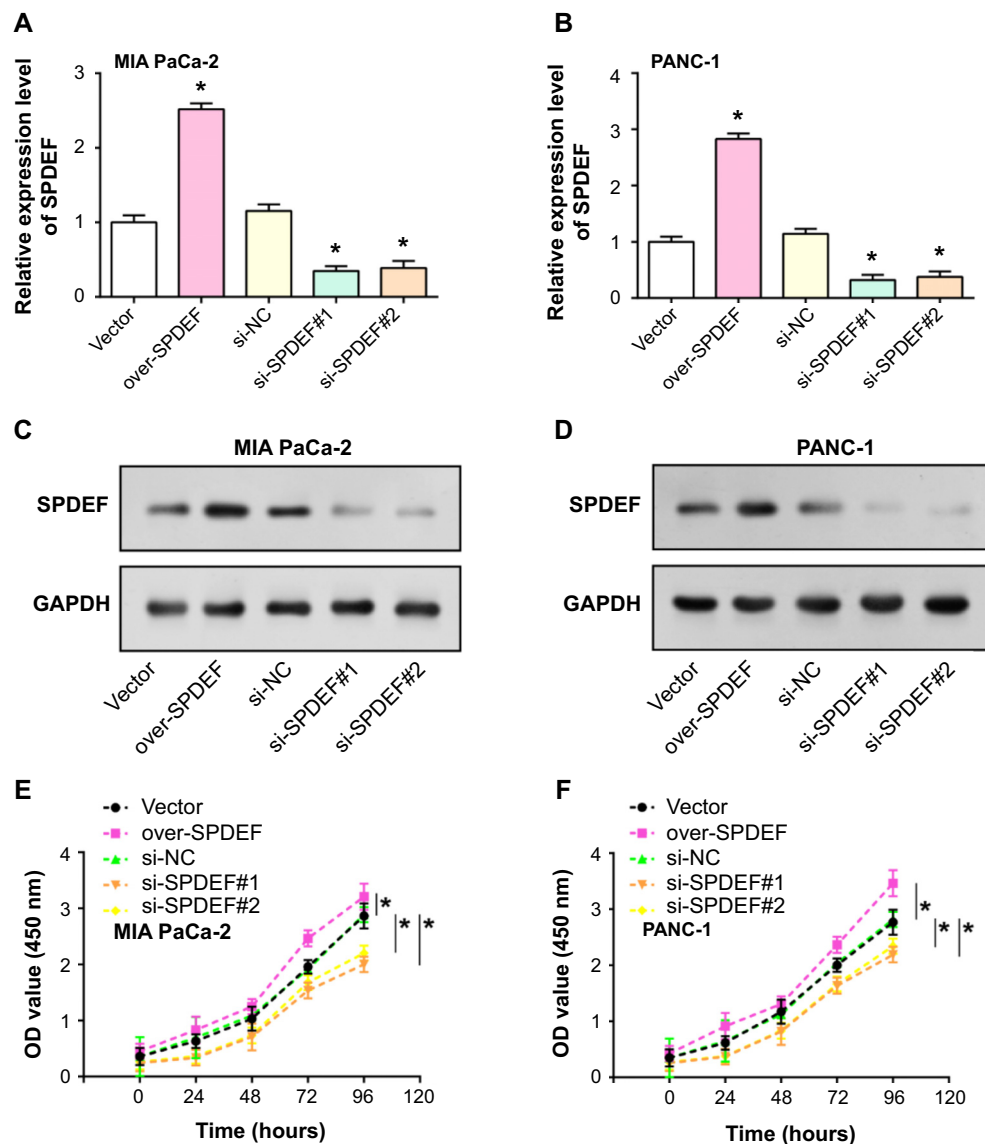 A
MIA PaCa-2
Relative expression level
of SPDEF
3
2
1
0
*
*
*
Vector
over-SPDEF
si-NC
si-SPDEF#1
si-SPDEF#2
B
PANC-1
Relative expression level
of SPDEF
4
3
2
1
0
*
*
*
Vector
over-SPDEF
si-NC
si-SPDEF#1
si-SPDEF#2
C
MIA PaCa-2
SPDEF
GAPDH
Vector
over-SPDEF
si-NC
si-SPDEF#1
si-SPDEF#2
D
PANC-1
SPDEF
GAPDH
Vector
over-SPDEF
si-NC
si-SPDEF#1
si-SPDEF#2
E
Vector
over-SPDEF
si-NC
si-SPDEF#1
si-SPDEF#2
MIA PaCa-2
OD value (450 nm)
4
3
2
1
0
* * *
0 24 48 72 96 120
Time (hours)
F
Vector
over-SPDEF
si-NC
si-SPDEF#1
si-SPDEF#2
PANC-1
OD value (450 nm)
4
3
2
1
0
* * *
0 24 48 72 96 120
Time (hours)